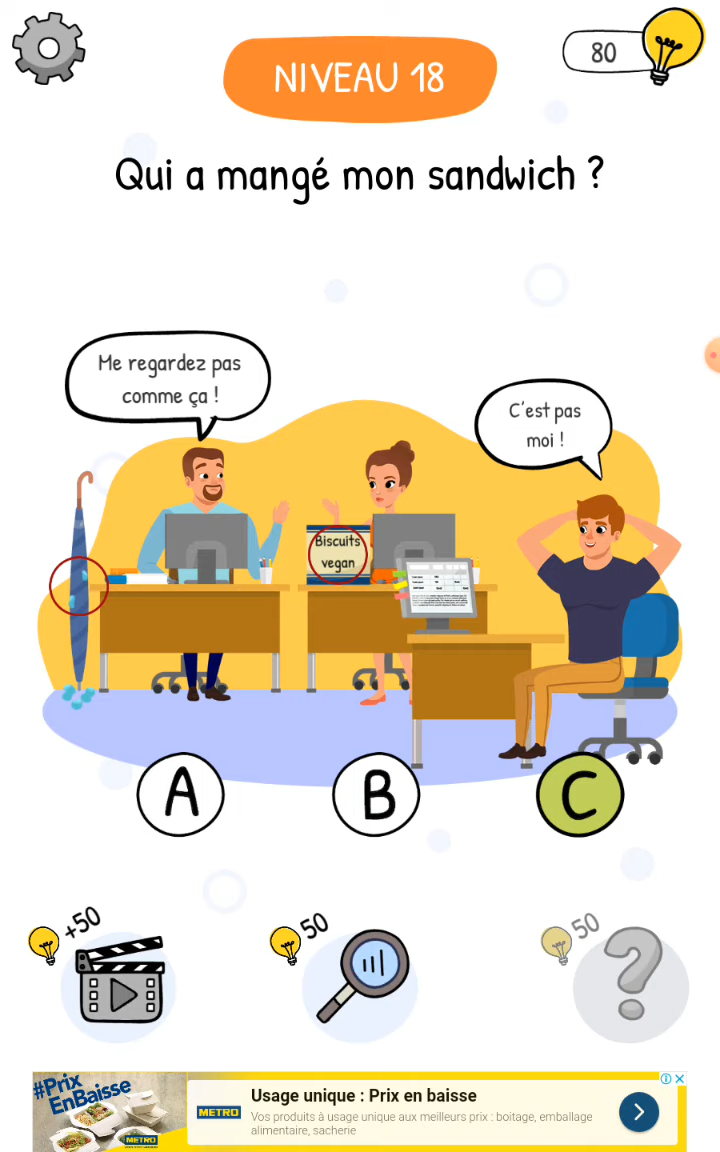 80
NIVEAU 18
Qui a mangé mon sandwich ?
Me regardez pas
comme ça !
C'est pas
moi !
Biscuits
vegan
A
B
C
+50
50
50
#Prix
EnBaisse
METRO
METRO
Usage unique : Prix en baisse
Vos produits à usage unique aux meilleurs prix : boitage, emballage
alimentaire, sacherie